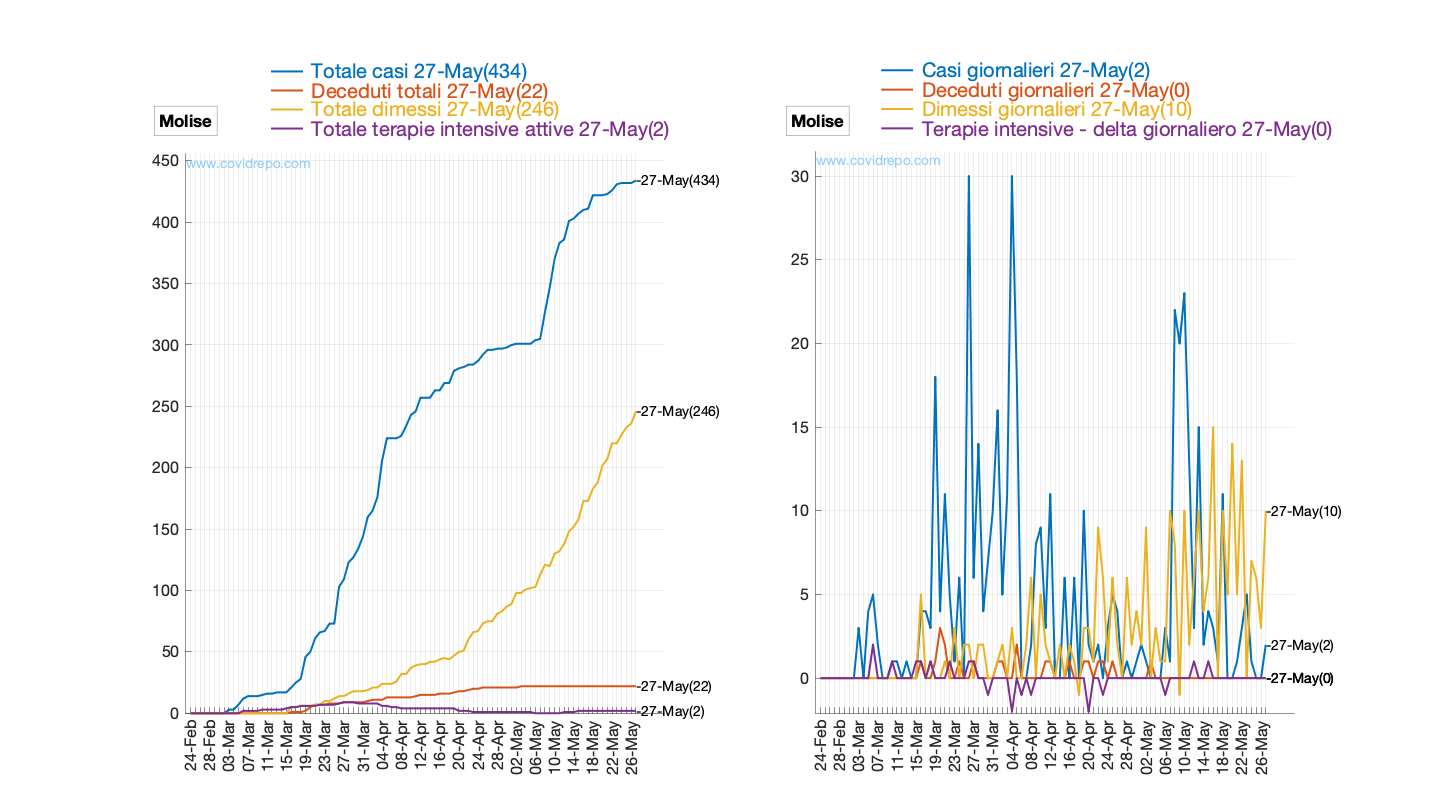 Totale casi 27-May(434)
Deceduti totali 27-May(22)
Totale dimessi 27-May(246)
Totale terapie intensive attive 27-May(2)
Molise
www.covidrepo.com
450
400
350
300
250
200
150
100
50
0
-27-May(434)
-27-May(246)
-27-May(22)
-27-May(2)
24-Feb
28-Feb
03-Mar
07-Mar
11-Mar
15-Mar
19-Mar
23-Mar
27-Mar
31-Mar
04-Apr
08-Apr
12-Apr
16-Apr
20-Apr
24-Apr
28-Apr
02-May
06-May
10-May
14-May
18-May
22-May
26-May
Casi giornalieri 27-May(2)
Deceduti giornalieri 27-May(0)
Dimessi giornalieri 27-May(10)
Terapie intensive - delta giornaliero 27-May(0)
Molise
www.covidrepo.com
30
25
20
15
10
5
0
-27-May(10)
-27-May(2)
-27-May(0)
24-Feb
28-Feb
03-Mar
07-Mar
11-Mar
15-Mar
19-Mar
23-Mar
27-Mar
31-Mar
04-Apr
08-Apr
12-Apr
16-Apr
20-Apr
24-Apr
28-Apr
02-May
06-May
10-May
14-May
18-May
22-May
26-May